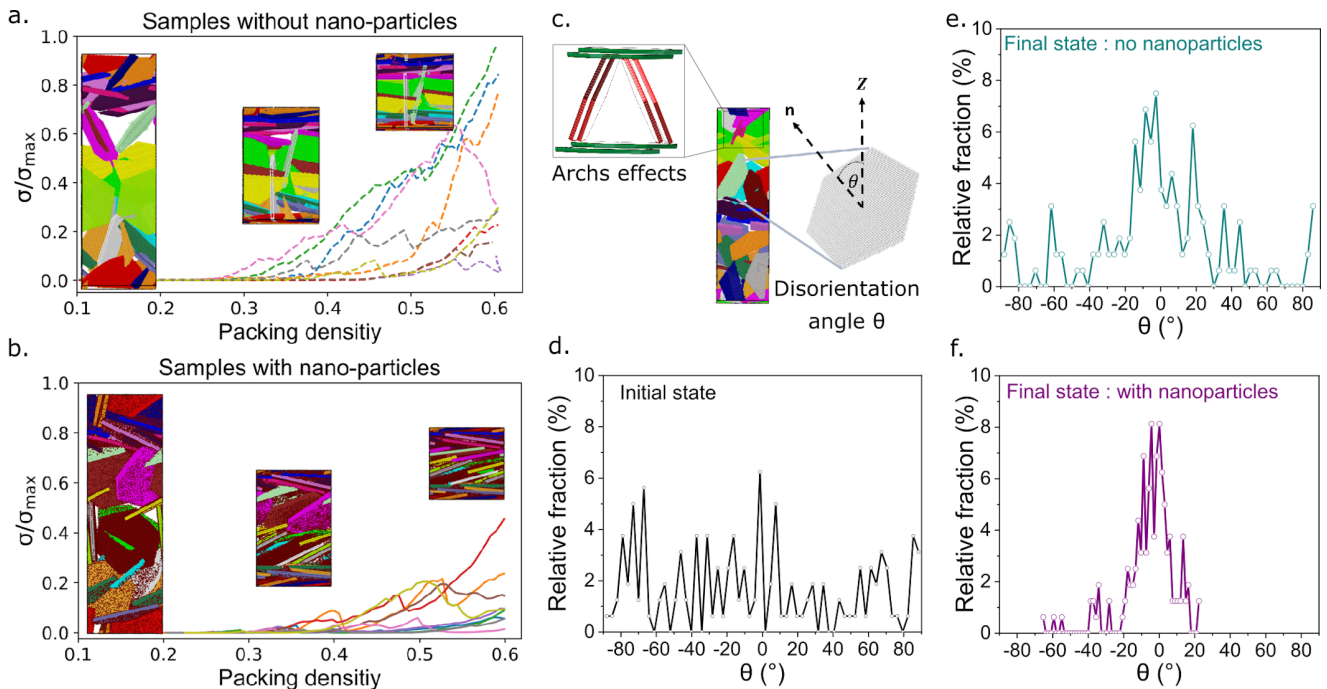 a.
Samples without nano-particles
σ/σmax
1.0
0.8
0.6
0.4
0.2
0.0
0.1 0.2 0.3 0.4 0.5 0.6
Packing densitiy
b.
Samples with nano-particles
σ/σmax
1.0
0.8
0.6
0.4
0.2
0.0
0.1 0.2 0.3 0.4 0.5 0.6
Packing densitiy
c.
Archs effects
n
z
θ
Disorientation
angle θ
d.
Initial state
Relative fraction (%)
10
8
6
4
2
0
-80 -60 -40 -20 0 20 40 60 80
θ (°)
e.
Final state : no nanoparticles
Relative fraction (%)
10
8
6
4
2
0
-80 -60 -40 -20 0 20 40 60 80
θ (°)
f.
Final state : with nanoparticles
Relative fraction (%)
10
8
6
4
2
0
-80 -60 -40 -20 0 20 40 60 80
θ (°)